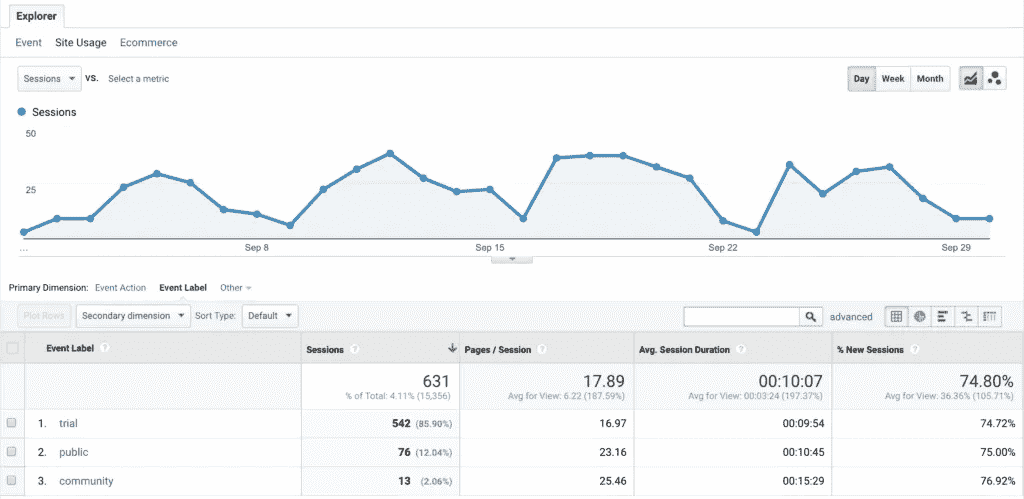 Explorer
Event Site Usage Ecommerce
Sessions VS. Select a metric Day Week Month
Sessions
50
25
... Sep 8 Sep 15 Sep 22 Sep 29
Primary Dimension: Event Action Event Label Other
Plot Rows Secondary dimension Sort Type: Default advanced
Event Label ? Sessions ? Pages / Session ? Avg. Session Duration ? % New Sessions ?
631 17.89 00:10:07 74.80%
% of Total: 4.11% (15,356) Avg for View: 6.22 (187.59%) Avg for View: 00:03:24 (197.37%) Avg for View: 36.36% (105.71%)
1. trial 542 (85.90%) 16.97 00:09:54 74.72%
2. public 76 (12.04%) 23.16 00:10:45 75.00%
3. community 13 (2.06%) 25.46 00:15:29 76.92%